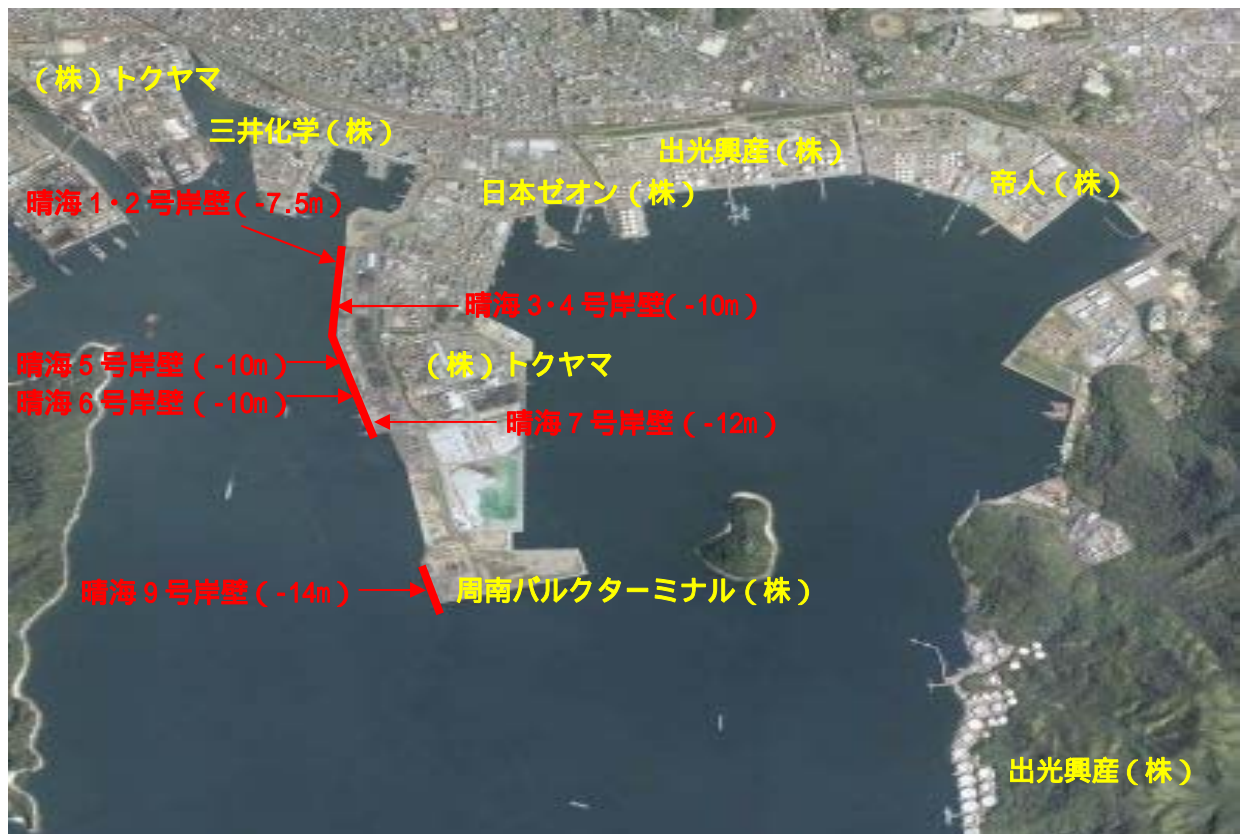 （株）トクヤマ
三井化学（株）
出光興産（株）
帝人（株）
日本ゼオン（株）
晴海1・2号岸壁(-7.5m)
晴海3・4号岸壁(-10m)
晴海5号岸壁（-10m)
（株）トクヤマ
晴海6号岸壁（-10m)
晴海7号岸壁（-12m)
晴海9号岸壁（-14m)
周南バルクターミナル（株）
出光興産（株）